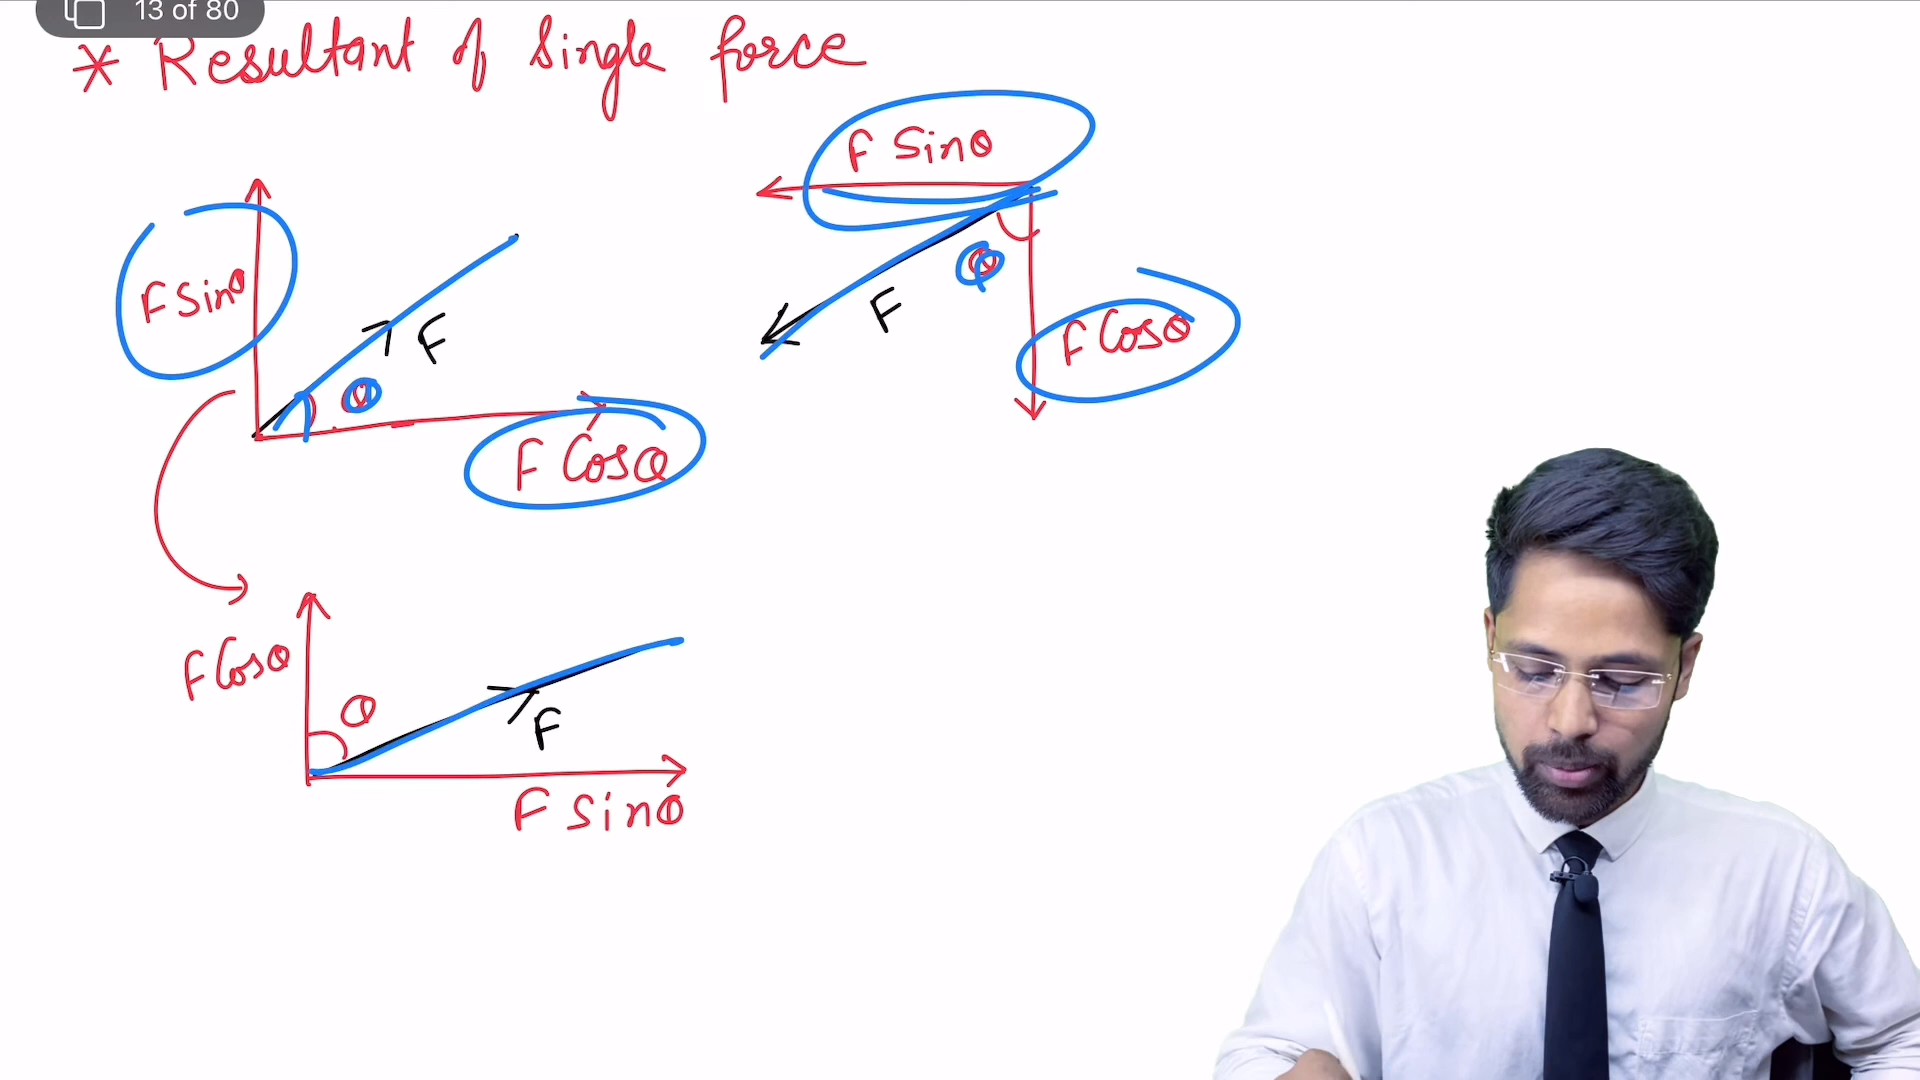 13 of 80
* Resultant of Single force
F Sinθ
F Sinθ
F
θ
F Cosθ
F
θ
F Cosθ
F Cosθ
θ
F
F Sinθ